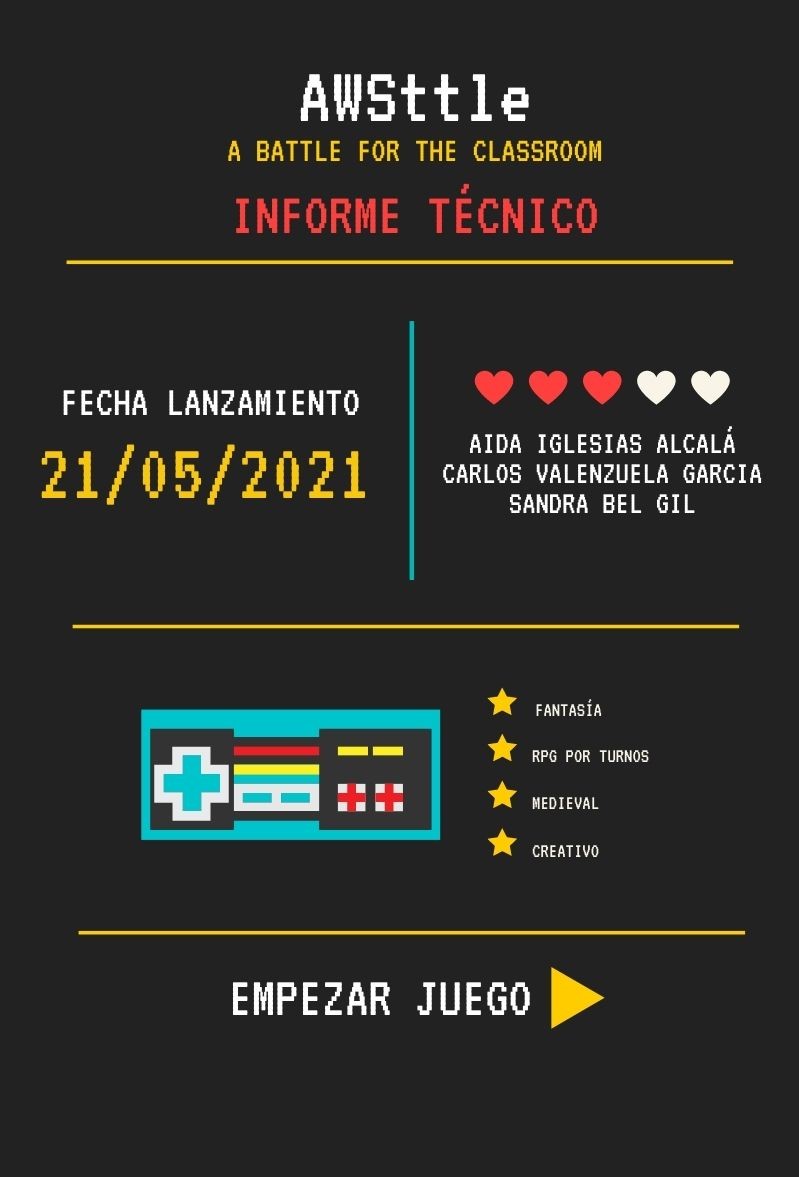 AWSttle
A BATTLE FOR THE CLASSROOM
INFORME TÉCNICO
FECHA LANZAMIENTO
21/05/2021
AIDA IGLESIAS ALCALÁ
CARLOS VALENZUELA GARCIA
SANDRA BEL GIL
FANTASÍA
RPG POR TURNOS
MEDIEVAL
CREATIVO
EMPEZAR JUEGO